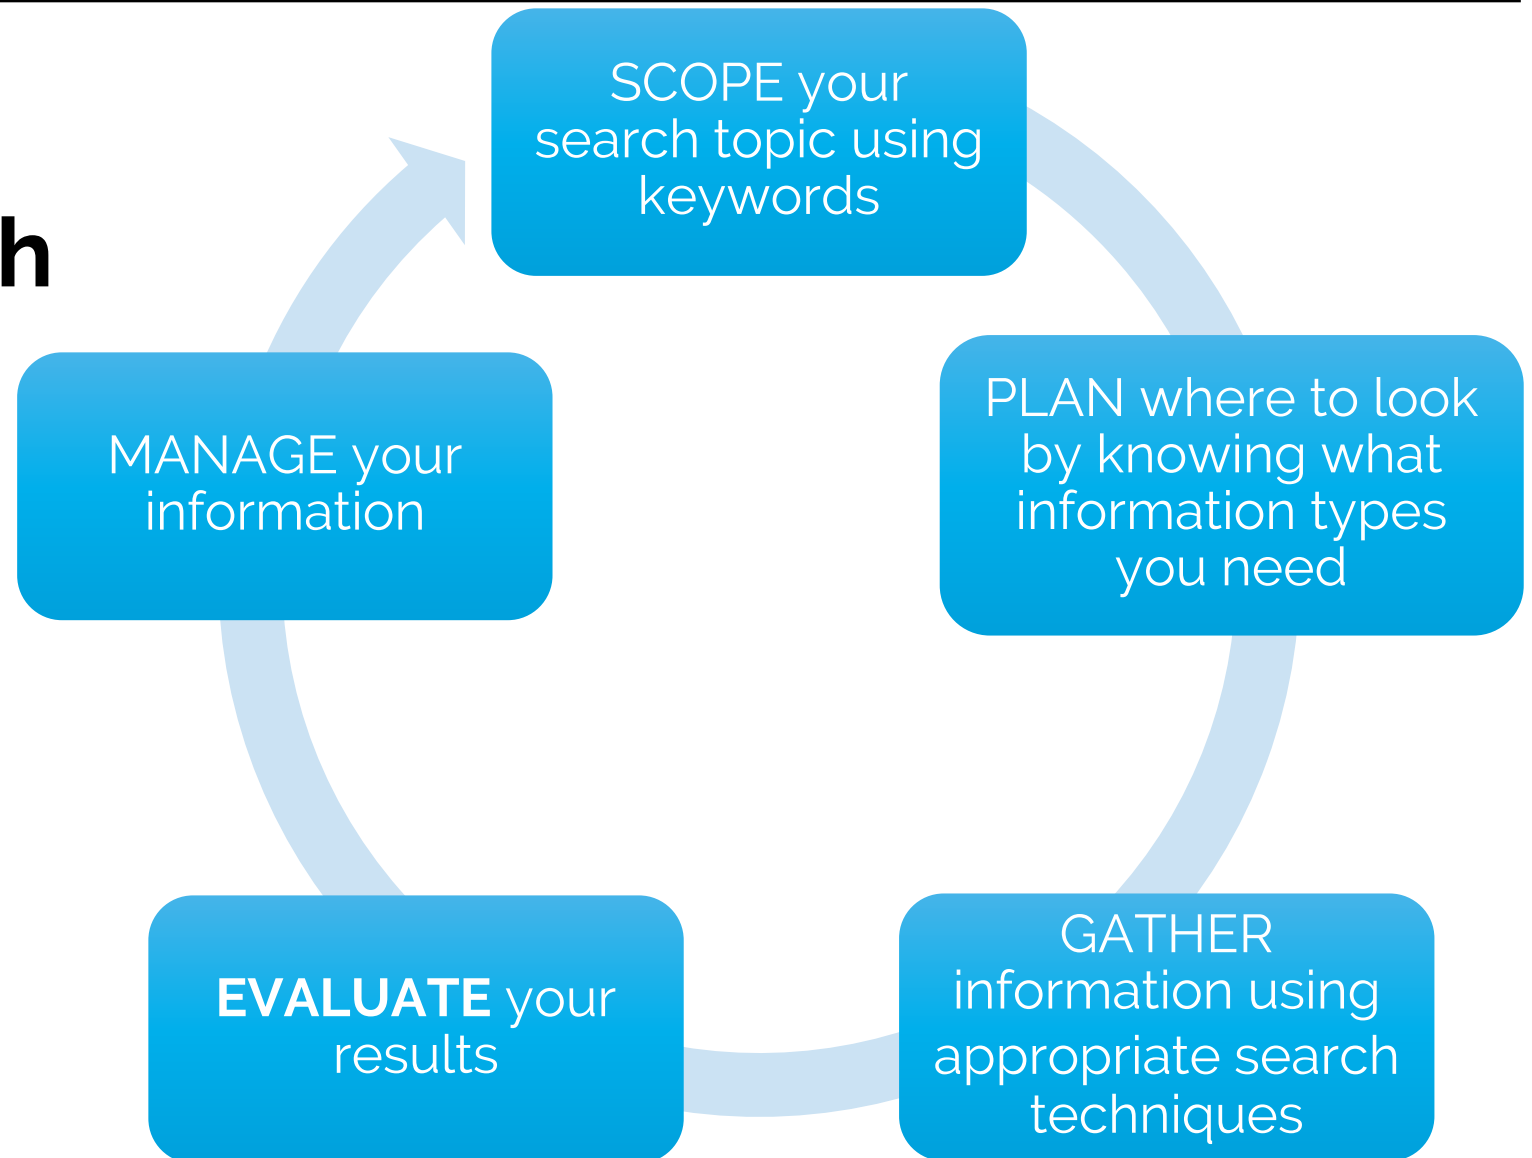 SCOPE your
search topic using
keywords
h
PLAN where to look
by knowing what
information types
you need
GATHER
information using
appropriate search
techniques
EVALUATE your
results
MANAGE your
information